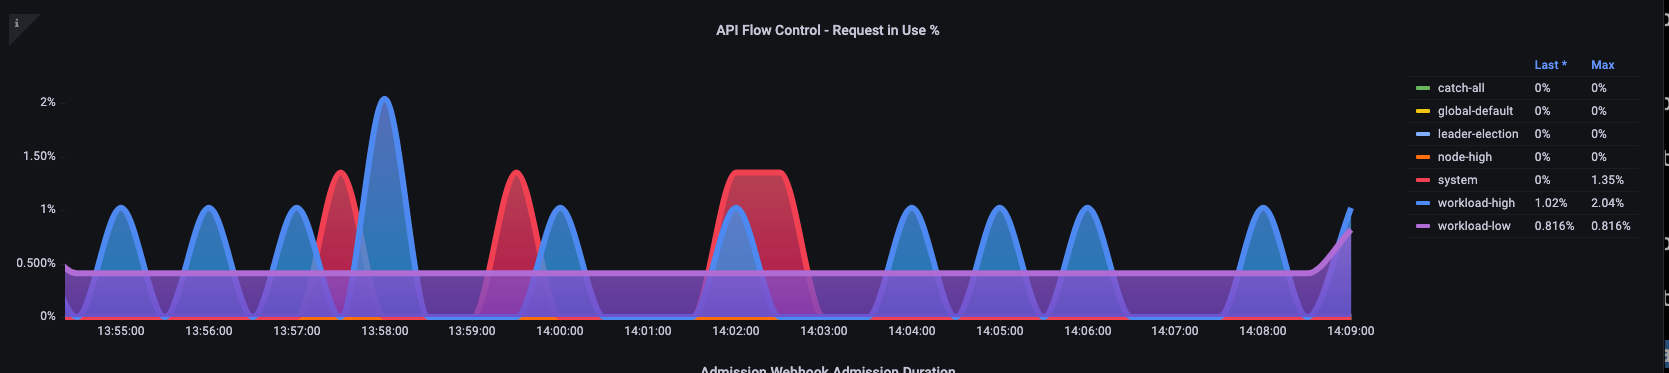 i
API Flow Control - Request in Use %
2%
1.50%
1%
0.500%
0%
13:55:00 13:56:00 13:57:00 13:58:00 13:59:00 14:00:00 14:01:00 14:02:00 14:03:00 14:04:00 14:05:00 14:06:00 14:07:00 14:08:00 14:09:00
Last * Max
catch-all 0% 0%
global-default 0% 0%
leader-election 0% 0%
node-high 0% 0%
system 0% 1.35%
workload-high 1.02% 2.04%
workload-low 0.816% 0.816%
Admission Webhook Admission Duration